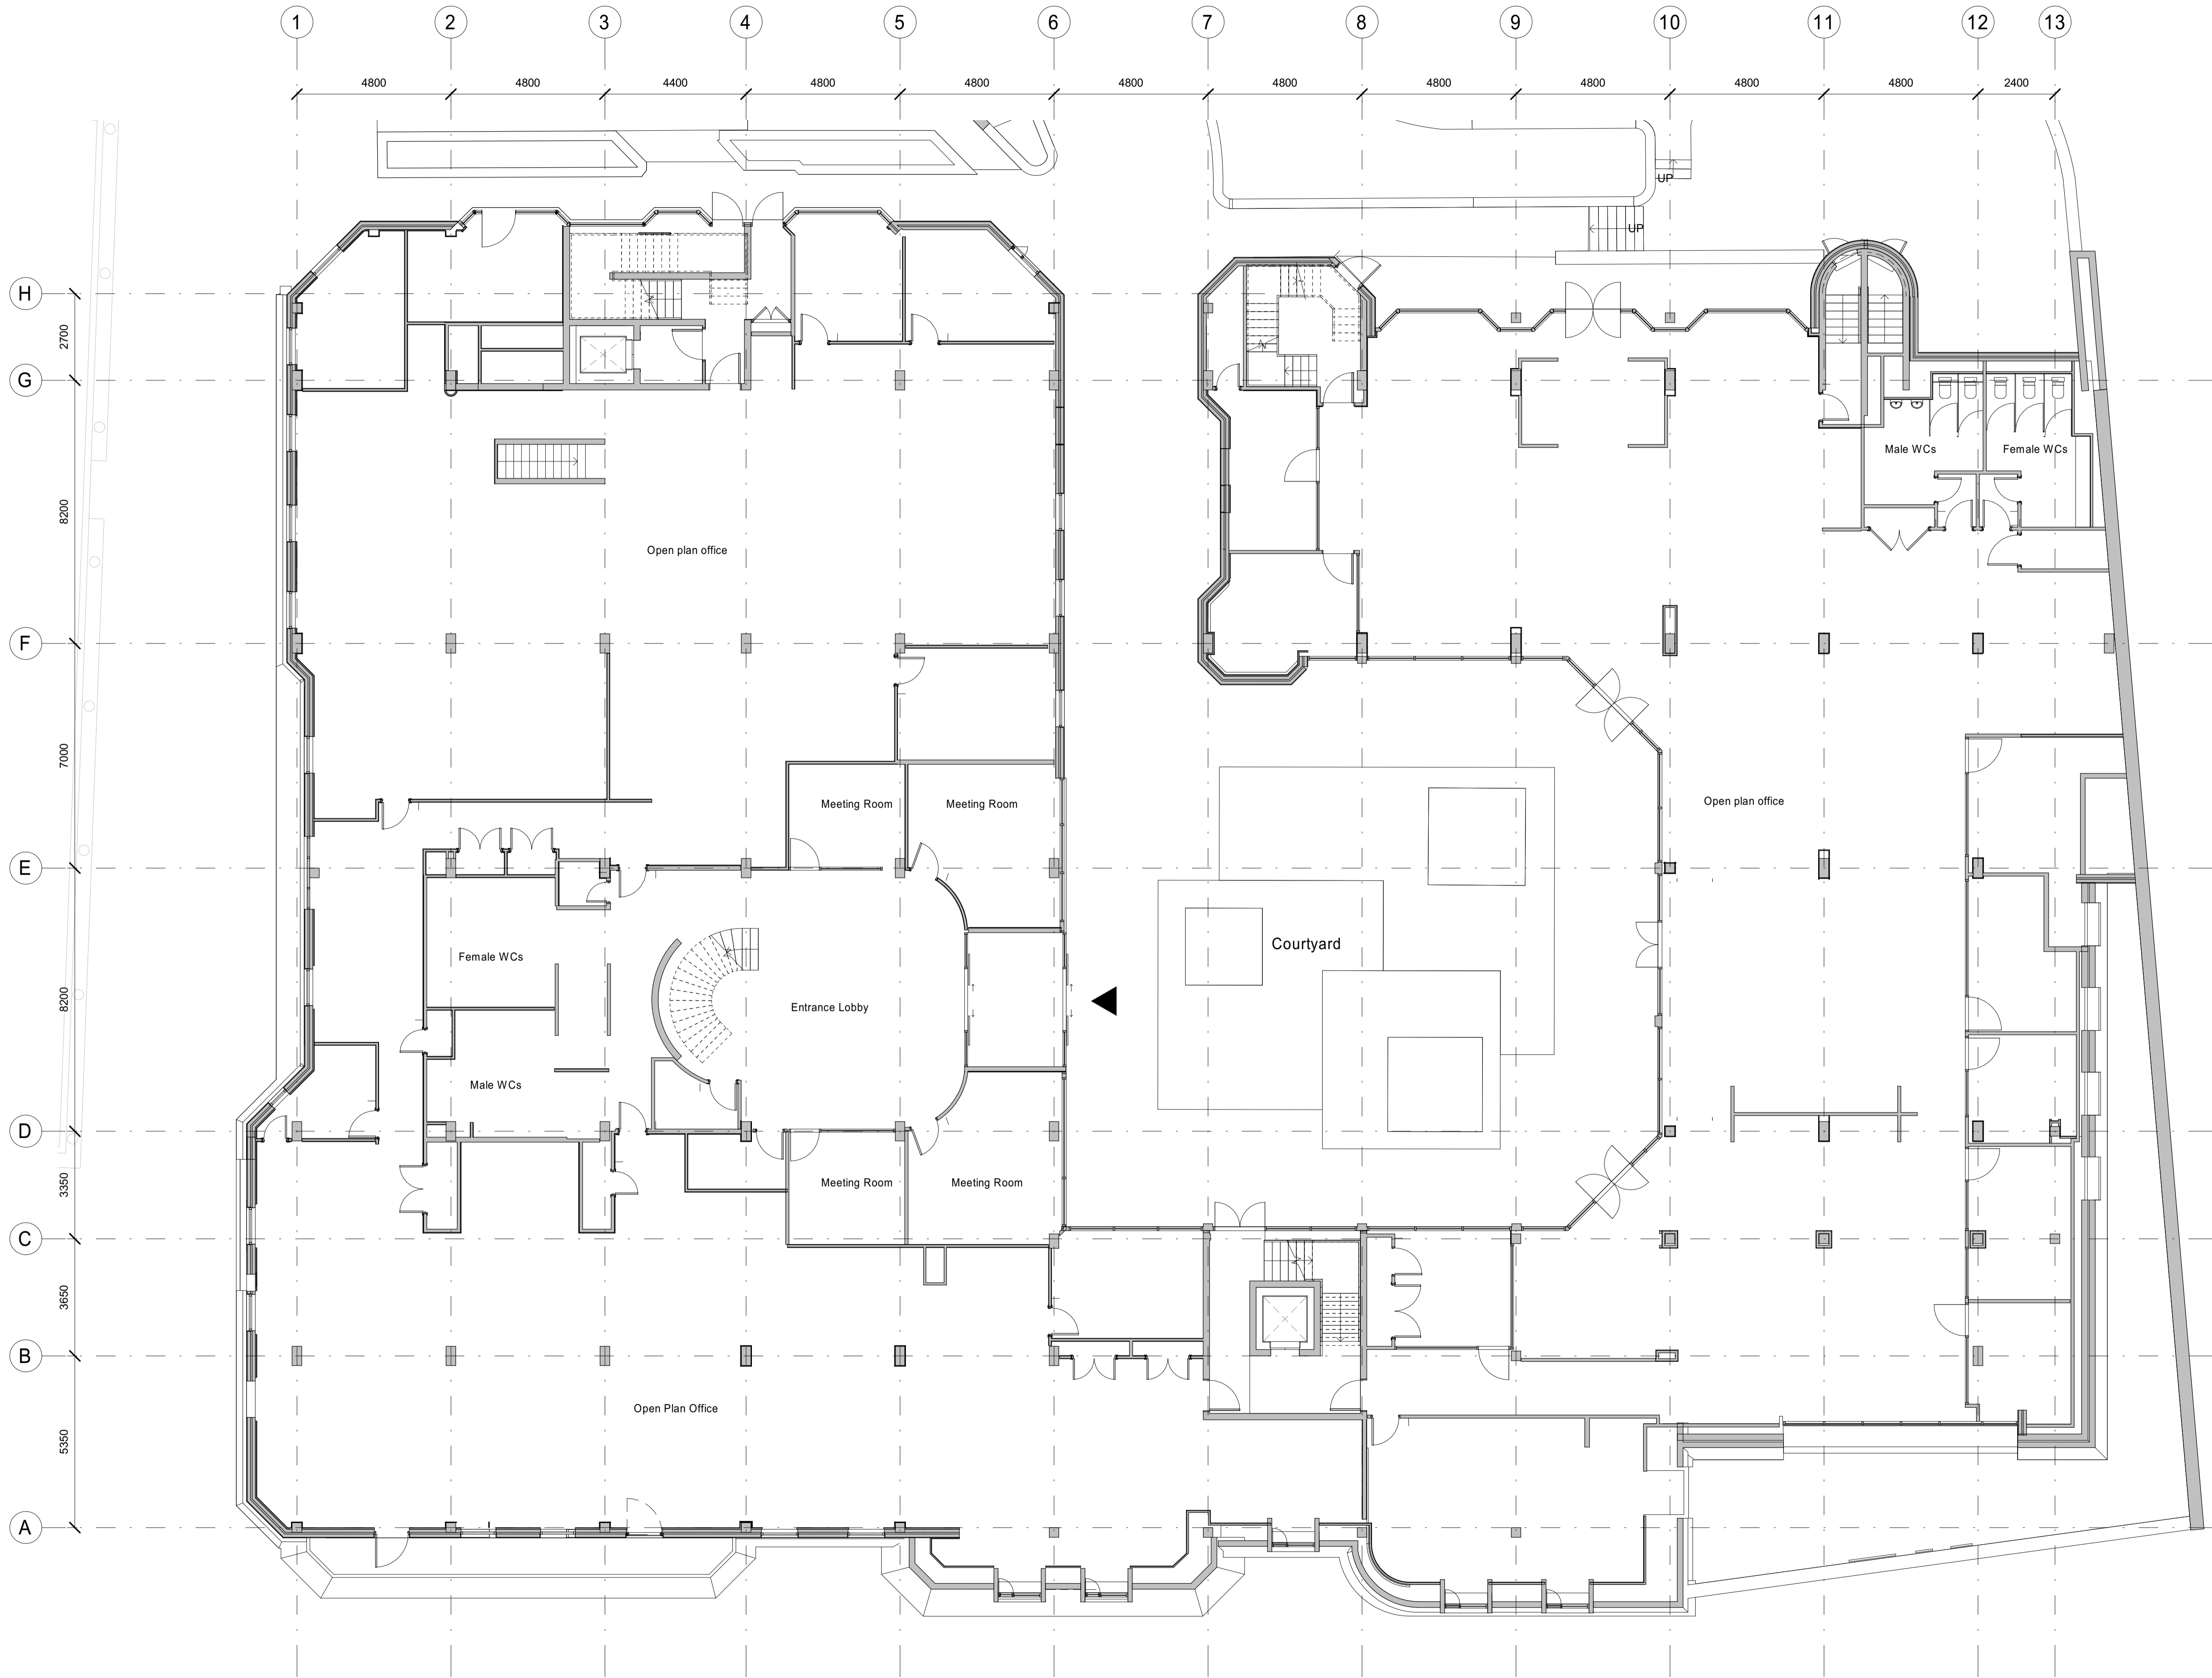 1 2 3 4 5 6 7 8 9 10 11 12 13
4800 4800 4400 4800 4800 4800 4800 4800 4800 4800 4800 2400
UP
UP
H
2700
G
Male WCs Female WCs
8200
Open plan office
F
7000
Open plan office
Meeting Room Meeting Room
E
Courtyard
Female WCs
8200
Entrance Lobby
Male WCs
D
3350
Meeting Room Meeting Room
C
3650
B
Open Plan Office
5350
A